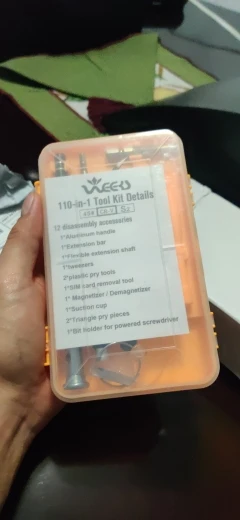 WEEKS
110-in-1 Tool Kit Details
12 disassembly accessories
1*Aluminum handle
1*Extension bar
1*Flexible extension shaft
1*tweezers
2*plastic pry tools
1*SIM card removal tool
1* Magnetizer / Demagnetizer
1*Suction cup
2*Triangle pry pieces
1*Bit holder for powered screwdriver